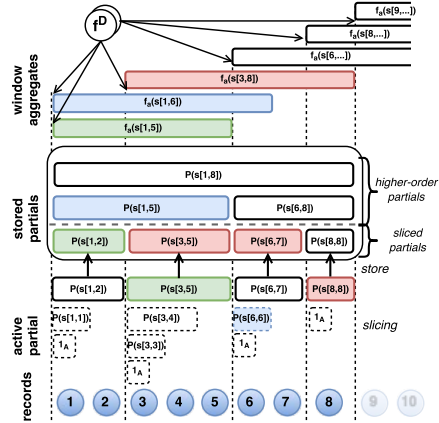 f^D
f_a(s[9,...])
f_a(s[8,...])
f_a(s[6,...])
f_a(s[3,8])
f_a(s[1,6])
f_a(s[1,5])
window
aggregates
P(s[1,8])
P(s[1,5]) P(s[6,8])
higher-order
partials
P(s[1,2]) P(s[3,5]) P(s[6,7]) P(s[8,8])
sliced
partials
stored
partials
store
P(s[1,2]) P(s[3,5]) P(s[6,7]) P(s[8,8])
P(s[1,1]) P(s[3,4]) P(s[6,6]) 1_A
slicing
1_A P(s[3,3]) 1_A
1_A
active
partial
records
1 2 3 4 5 6 7 8 9 10